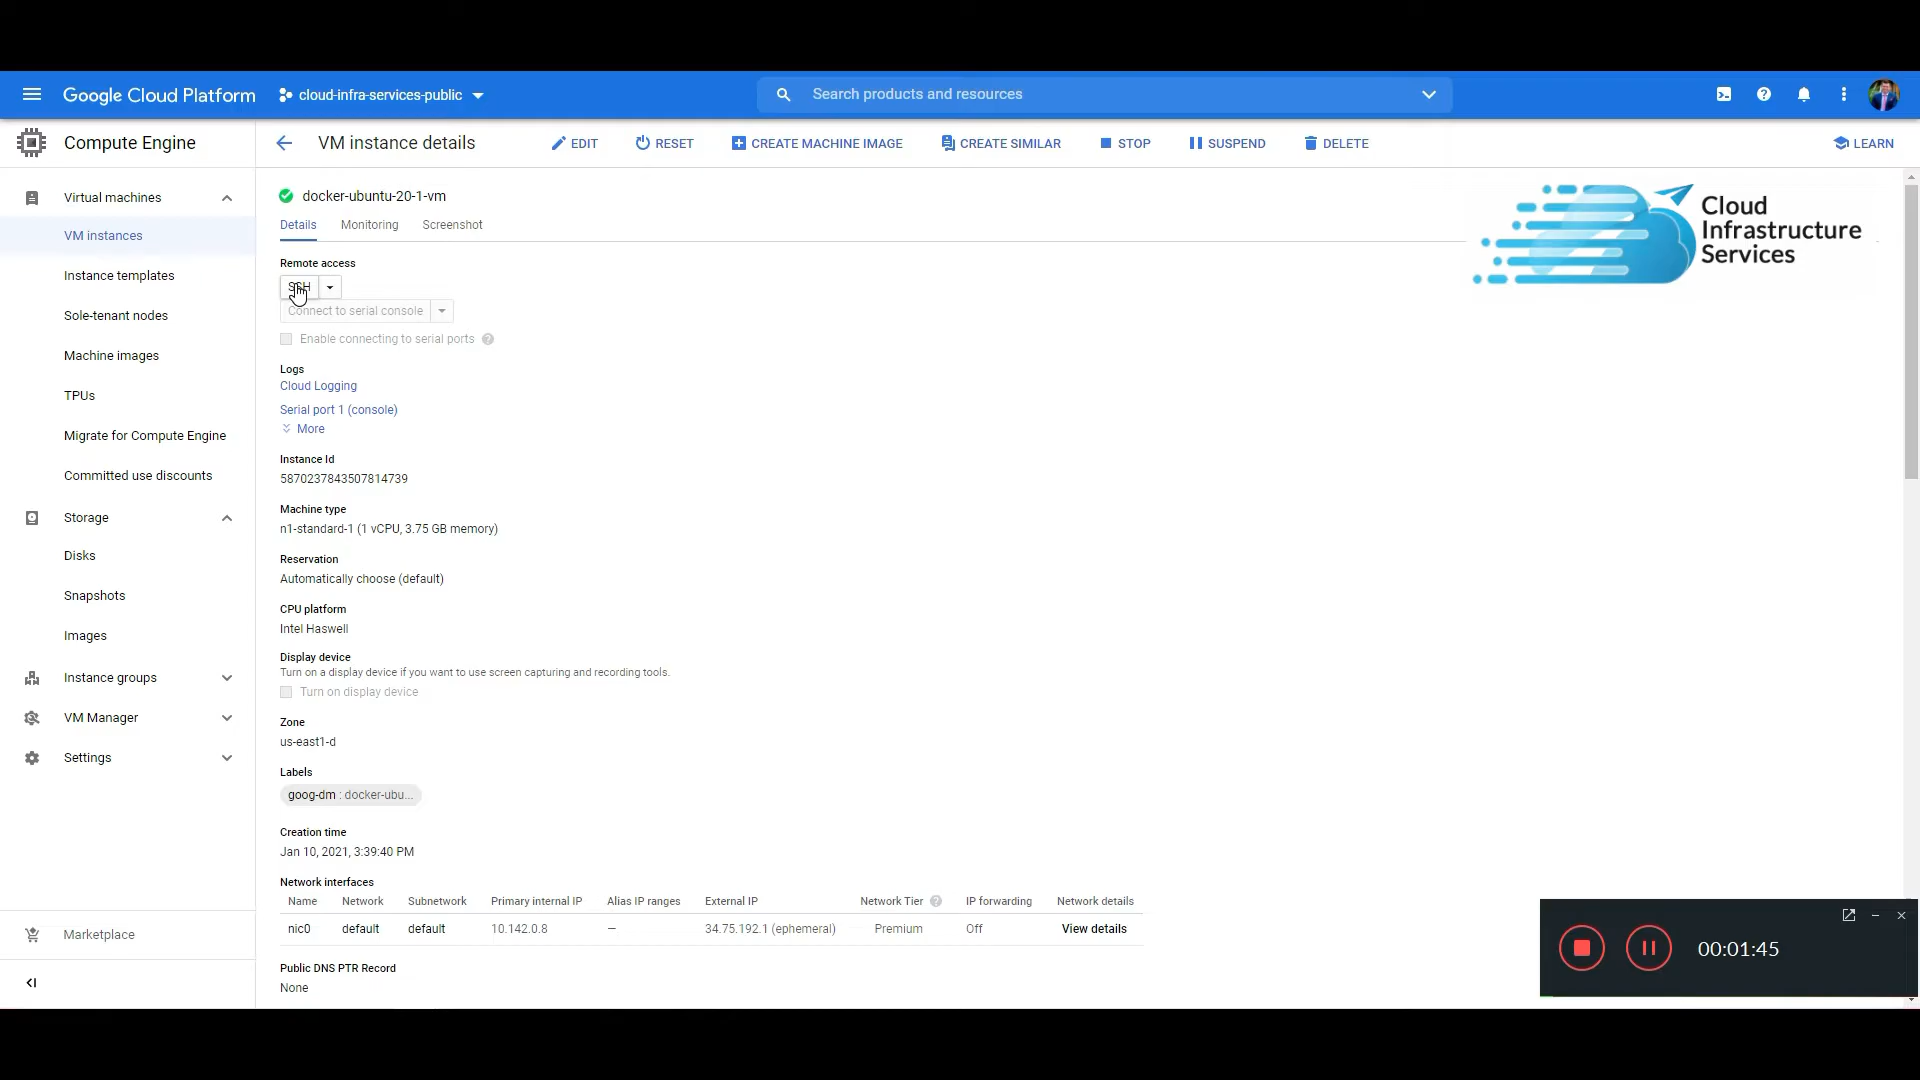 Google Cloud Platform
cloud-infra-services-public
Search products and resources
Compute Engine
VM instance details
EDIT
RESET
CREATE MACHINE IMAGE
CREATE SIMILAR
STOP
SUSPEND
DELETE
LEARN
Virtual machines
VM instances
Instance templates
Sole-tenant nodes
Machine images
TPUs
Migrate for Compute Engine
Committed use discounts
Storage
Disks
Snapshots
Images
Instance groups
VM Manager
Settings
Marketplace
docker-ubuntu-20-1-vm
Details Monitoring Screenshot
Remote access
SSH
Connect to serial console
Enable connecting to serial ports
Logs
Cloud Logging
Serial port 1 (console)
More
Instance Id
5870237843507814739
Machine type
n1-standard-1 (1 vCPU, 3.75 GB memory)
Reservation
Automatically choose (default)
CPU platform
Intel Haswell
Display device
Turn on a display device if you want to use screen capturing and recording tools.
Turn on display device
Zone
us-east1-d
Labels
goog-dm : docker-ubu...
Creation time
Jan 10, 2021, 3:39:40 PM
Network interfaces
Name Network Subnetwork Primary internal IP Alias IP ranges External IP Network Tier IP forwarding Network details
nic0 default default 10.142.0.8 — 34.75.192.1 (ephemeral) Premium Off View details
Public DNS PTR Record
None
Cloud
Infrastructure
Services
00:01:45